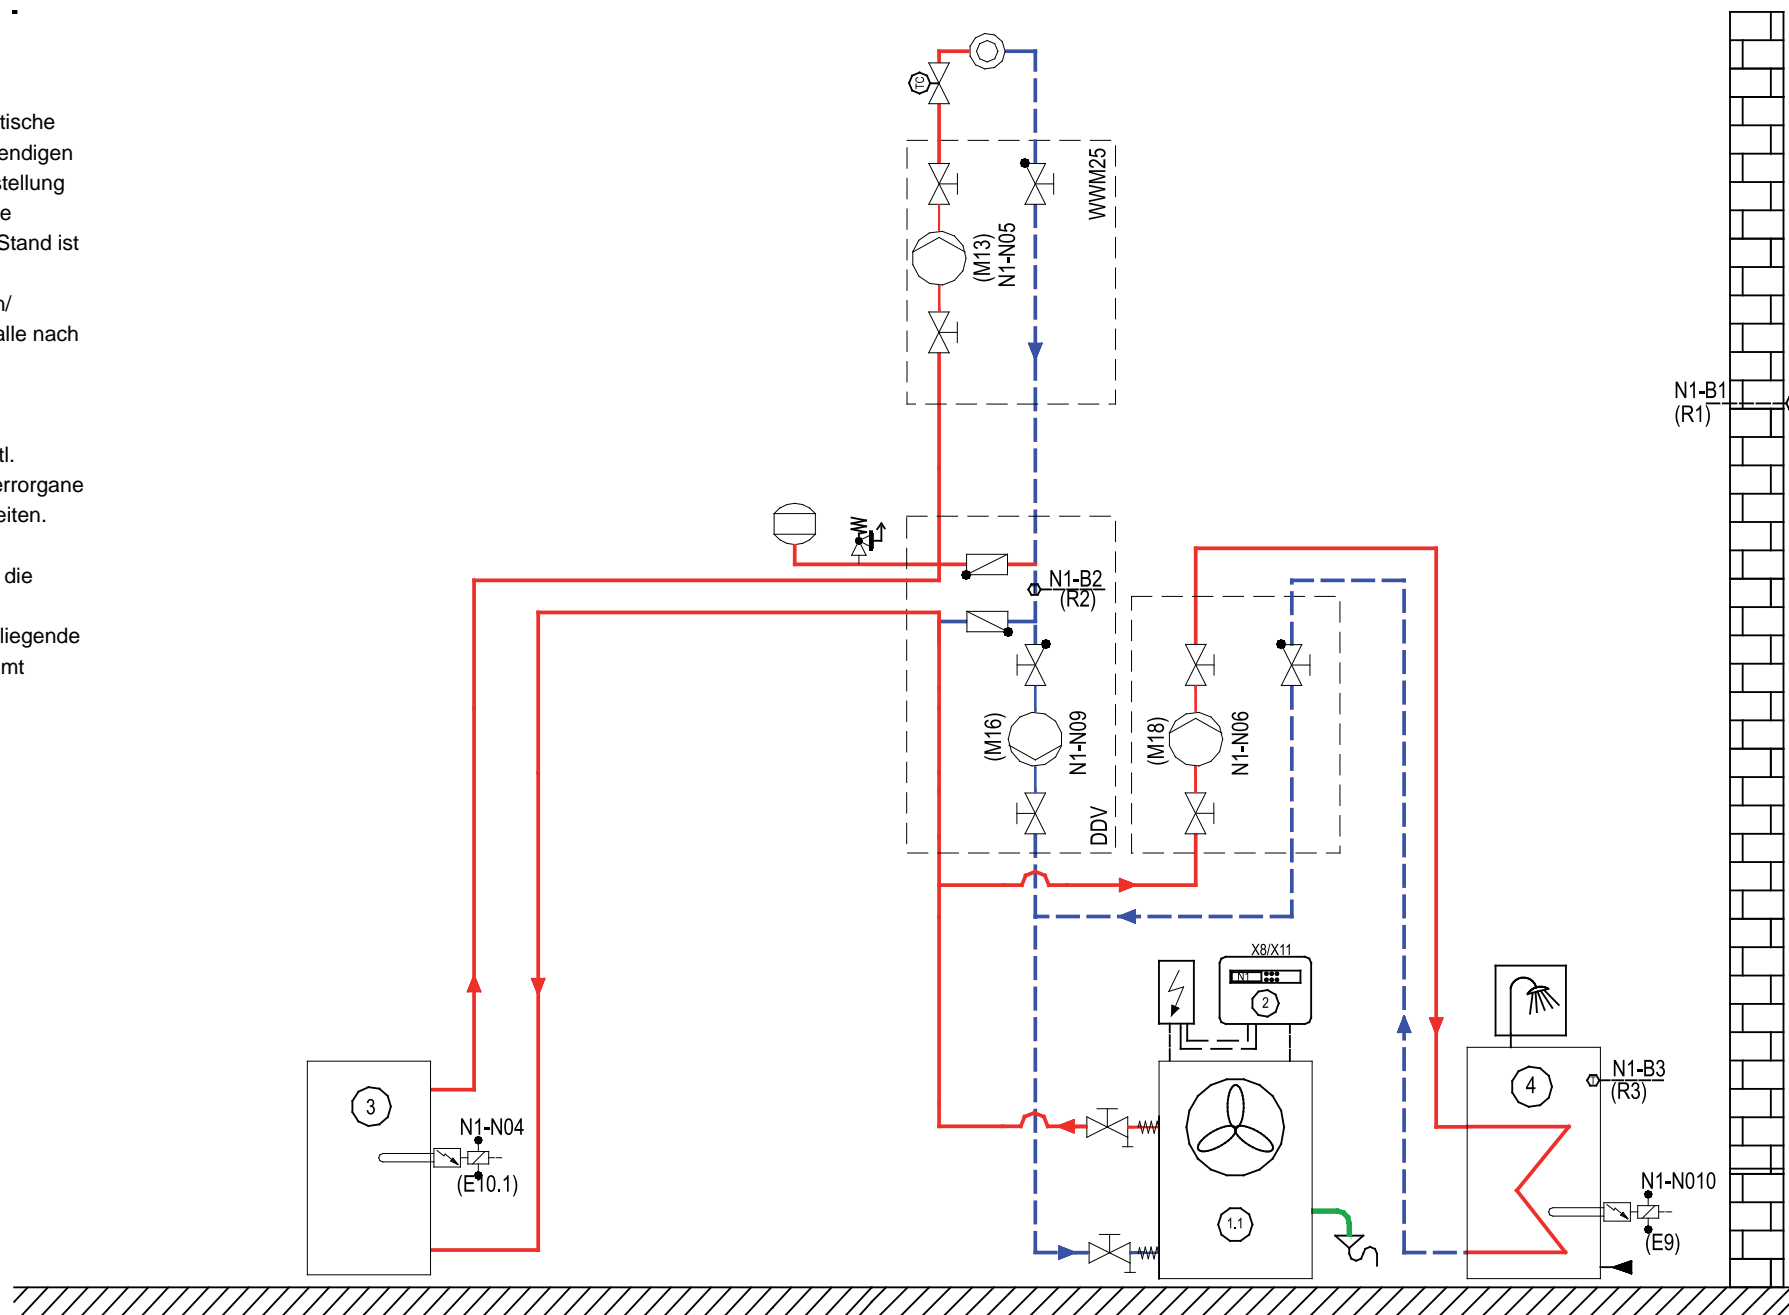 tische
endigen
stellung
e
Stand ist
n/
alle nach
tl.
errorgane
eiten.
die
liegende
mt
TC
WWM25
(M13)
N1-N05
N1-B1
(R1)
N1-B2
(R2)
(M16)
N1-N09
DDV
(M18)
N1-N06
X8/X11
N1
2
3
N1-N04
(E10.1)
1.1
4
N1-B3
(R3)
T
N1-N010
(E9)